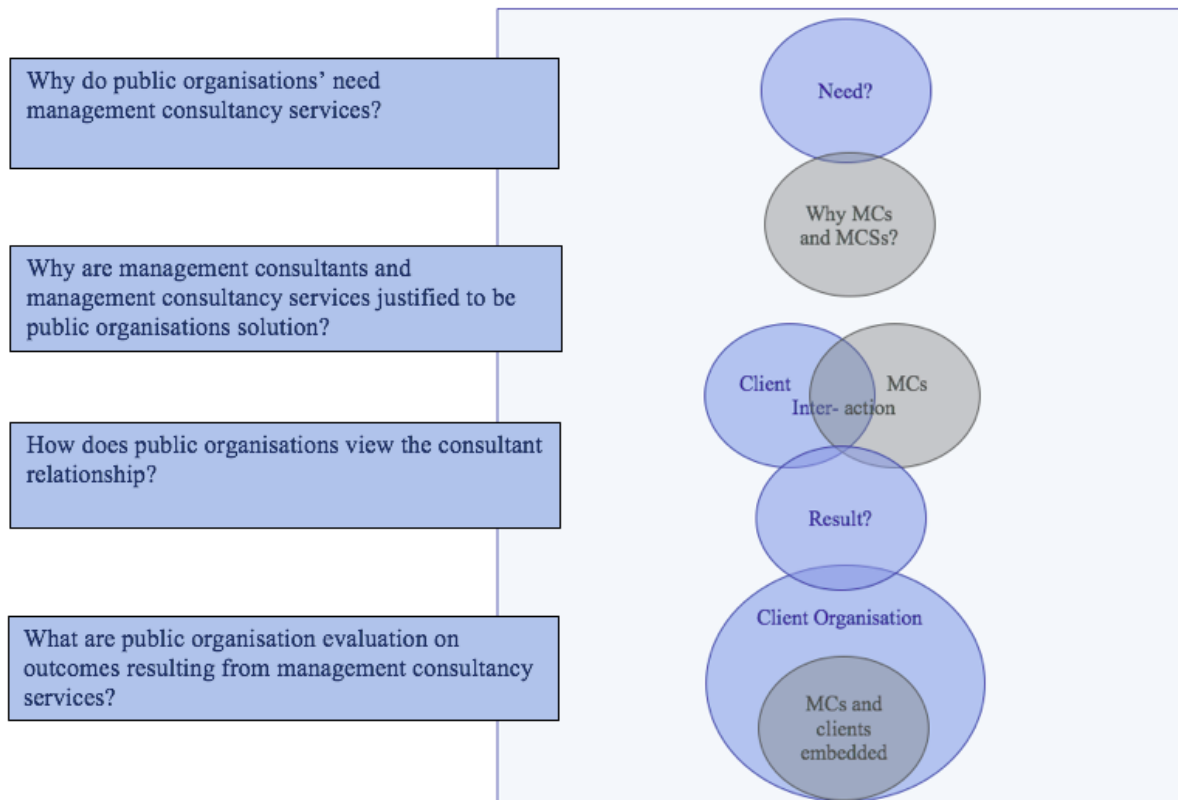 Why do public organisations’ need
management consultancy services?
Need?
Why MCs
and MCSs?
Why are management consultants and
management consultancy services justified to be
public organisations solution?
Client
MCs
Inter- action
How does public organisations view the consultant
relationship?
Result?
What are public organisation evaluation on
outcomes resulting from management consultancy
services?
Client Organisation
MCs and
clients
embedded